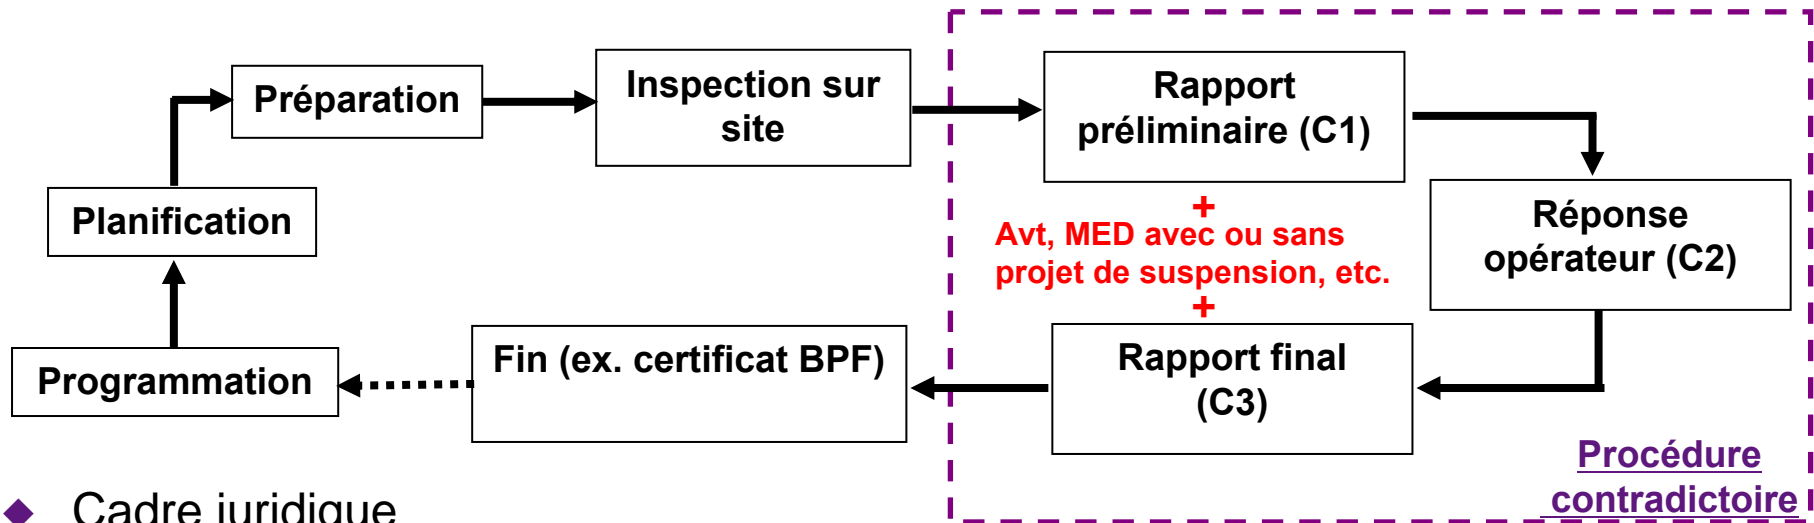 Préparation
Inspection sur
site
Rapport
préliminaire (C1)
Planification
+
Avt, MED avec ou sans
projet de suspension, etc.
+
Réponse
opérateur (C2)
Programmation
Fin (ex. certificat BPF)
Rapport final
(C3)
Procédure
contradictoire
Cadre juridique